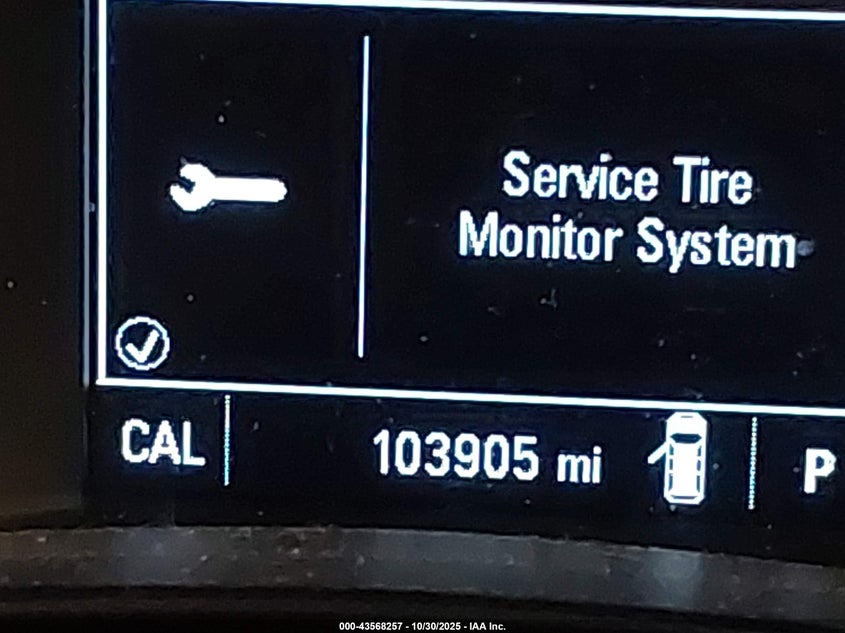 Service Tire
Monitor System
CAL
103905 mi
P
000-43568257 - 10/30/2025 - IAA Inc.